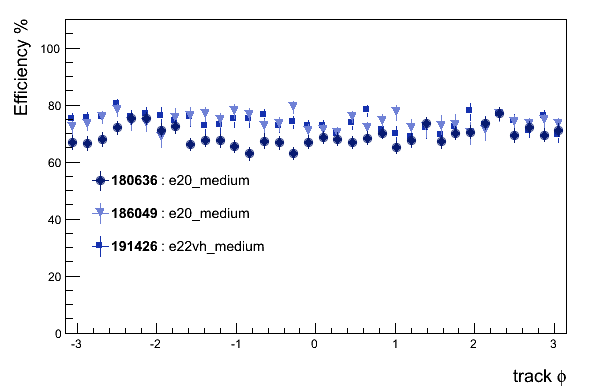 Efficiency %
100
80
60
40
20
0
180636 : e20_medium
186049 : e20_medium
191426 : e22vh_medium
-3 -2 -1 0 1 2 3
track ϕ